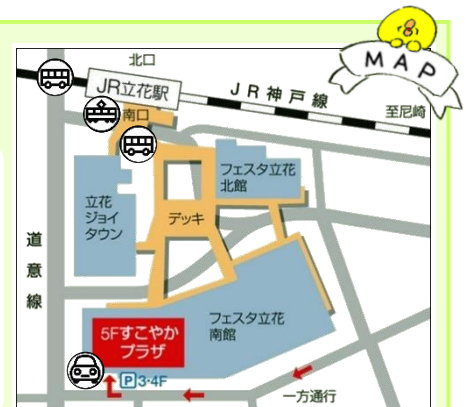 MAP
北口
JR立花駅
JR神戸線
至尼崎
南口
フェスタ立花
北館
立花
ジョイ
タウン
デッキ
道意線
フェスタ立花
南館
5Fすこやか
プラザ
P3・4F
一方通行